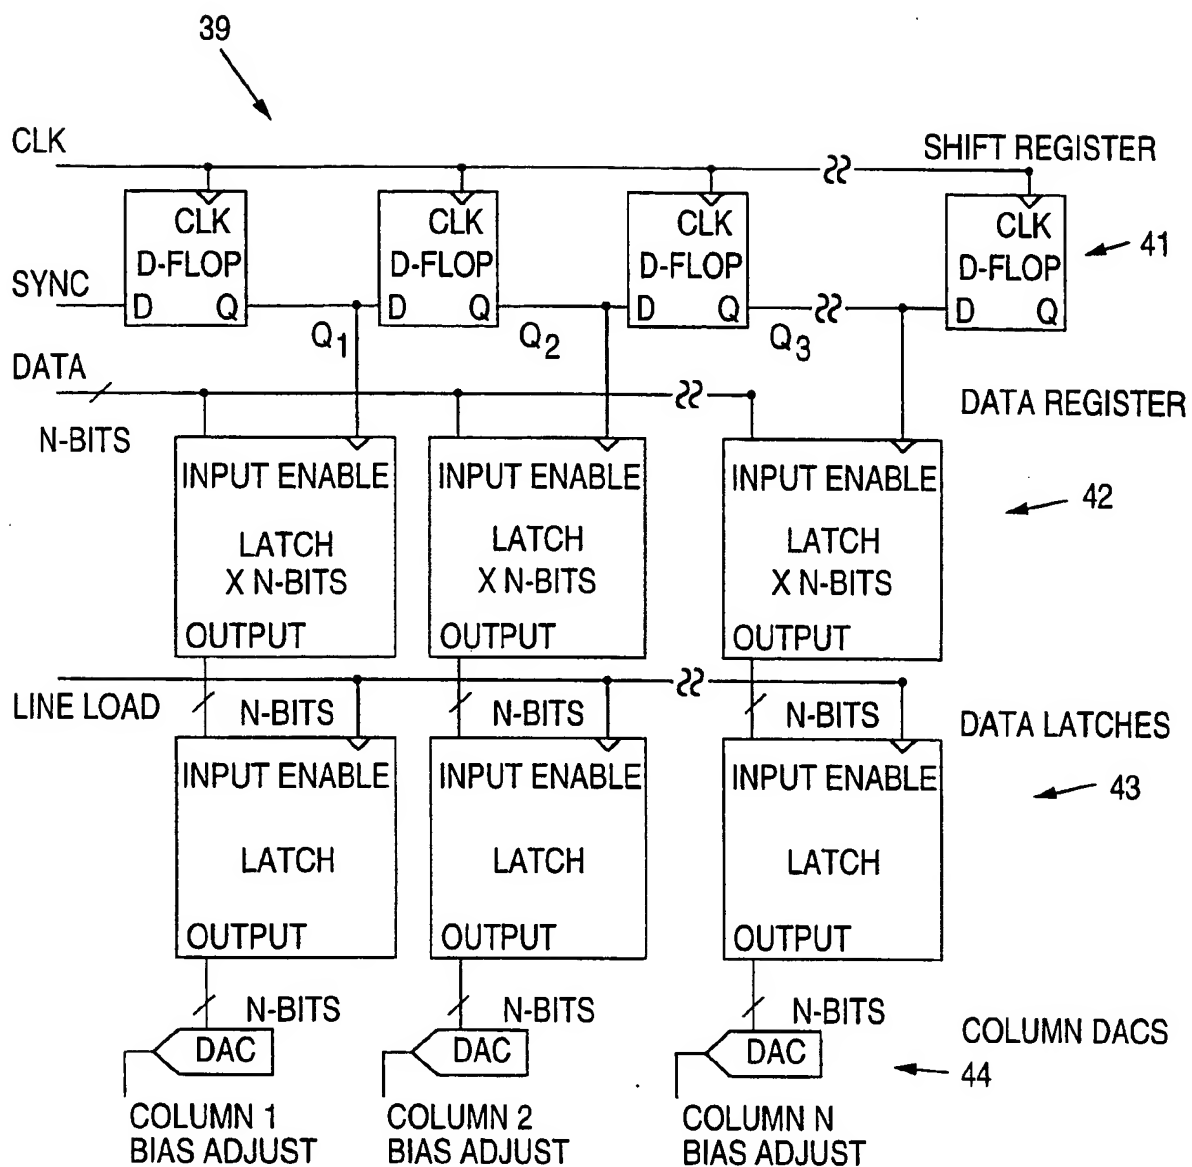 39
CLK
SHIFT REGISTER
CLK CLK CLK CLK
D-FLOP D-FLOP D-FLOP D-FLOP
41
SYNC
D Q D Q D Q D Q
Q1 Q2 Q3
DATA
DATA REGISTER
N-BITS
INPUT ENABLE INPUT ENABLE INPUT ENABLE
42
LATCH LATCH LATCH
X N-BITS X N-BITS X N-BITS
OUTPUT OUTPUT OUTPUT
LINE LOAD N-BITS N-BITS N-BITS
DATA LATCHES
INPUT ENABLE INPUT ENABLE INPUT ENABLE
43
LATCH LATCH LATCH
OUTPUT OUTPUT OUTPUT
N-BITS N-BITS N-BITS
COLUMN DACS
DAC DAC DAC
44
COLUMN 1 COLUMN 2 COLUMN N
BIAS ADJUST BIAS ADJUST BIAS ADJUST